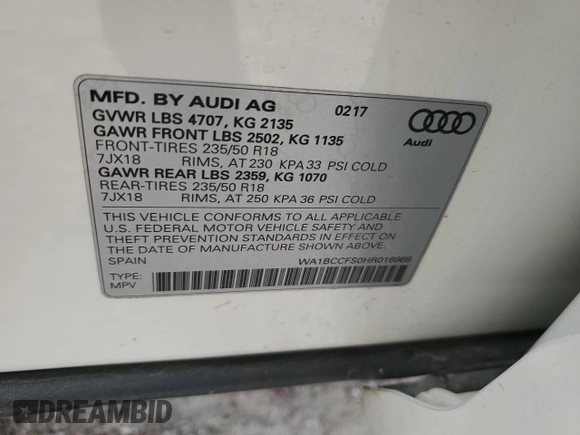 MFD. BY AUDI AG 0217
GVWR LBS 4707, KG 2135
GAWR FRONT LBS 2502, KG 1135
FRONT-TIRES 235/50 R18
7JX18 RIMS, AT 230 KPA 33 PSI COLD
GAWR REAR LBS 2359, KG 1070
REAR-TIRES 235/50 R18
7JX18 RIMS, AT 250 KPA 36 PSI COLD
THIS VEHICLE CONFORMS TO ALL APPLICABLE
U.S. FEDERAL MOTOR VEHICLE SAFETY AND
THEFT PREVENTION STANDARDS IN EFFECT ON
THE DATE OF MANUFACTURE SHOWN ABOVE.
SPAIN WA1BCCFS0HR016966
TYPE:
MPV
Audi
DREAMBID